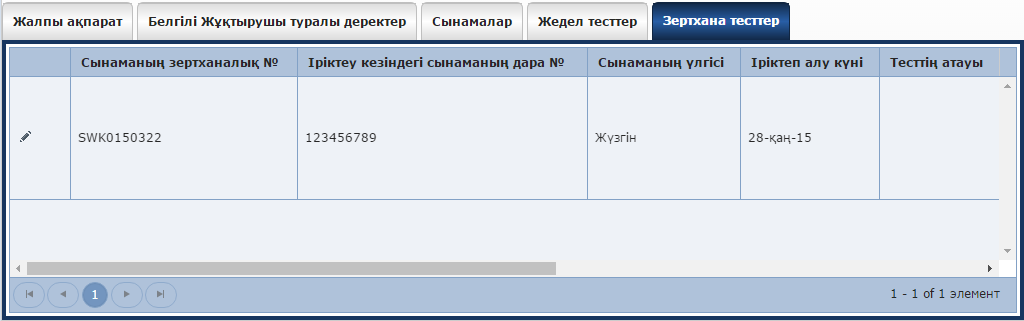 Жалпы ақпарат Белгілі Жұқтырушы туралы деректер Сынамалар Жедел тесттер Зертхана тесттер
Сынаманың зертханалық № Іріктеу кезіндегі сынаманың дара № Сынаманың үлгісі Іріктеп алу күні Тесттің атауы
SWK0150322 123456789 Жүзгін 28-қаң-15
1 1 - 1 of 1 элемент